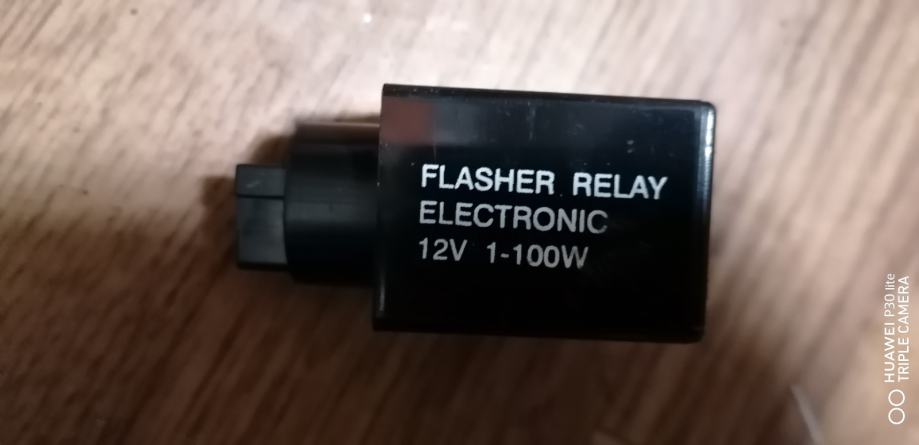 FLASHER RELAY
ELECTRONIC
12V 1-100W
HUAWEI P30 lite
TRIPLE CAMERA